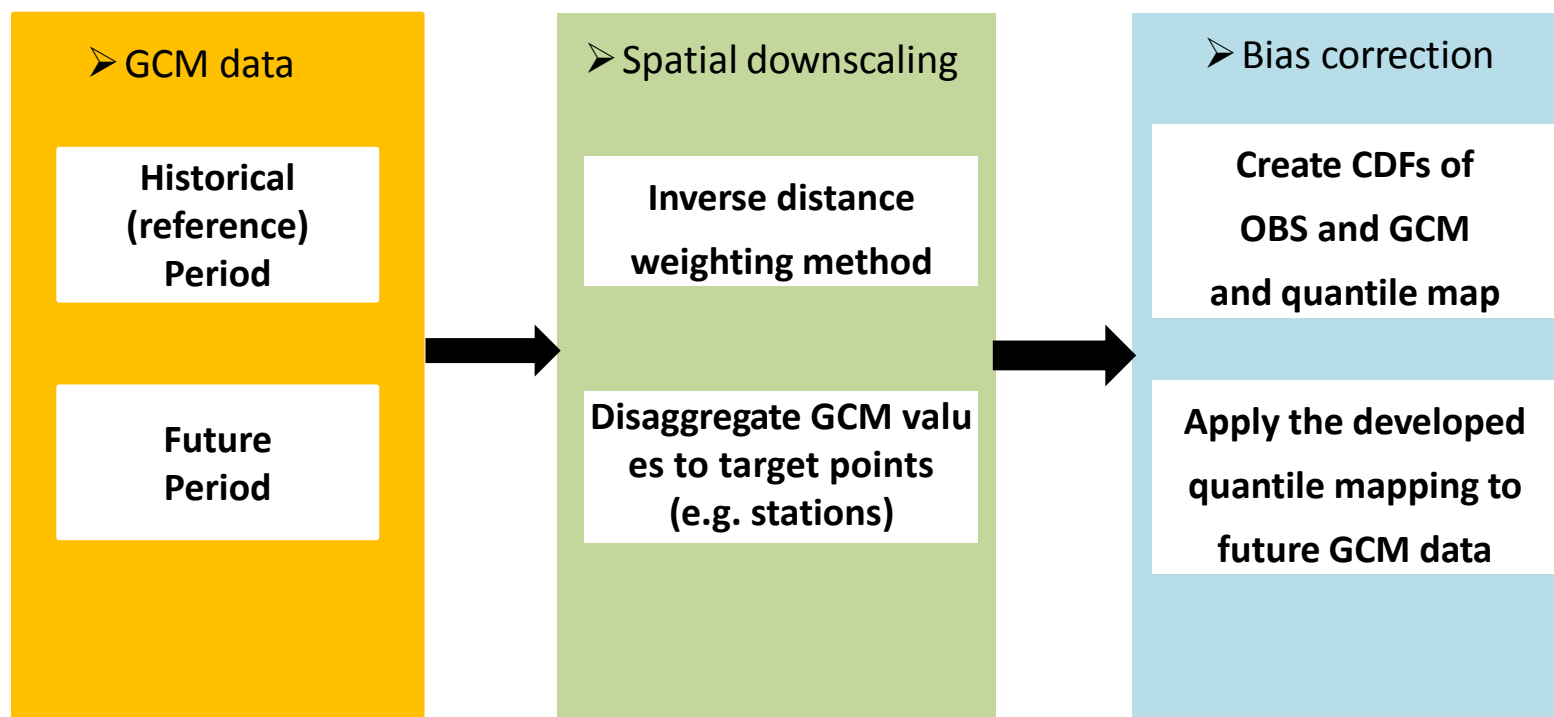 ➢ GCM data
Historical
(reference)
Period
Future
Period
➢ Spatial downscaling
Inverse distance
weighting method
Disaggregate GCM valu
es to target points
(e.g. stations)
➢ Bias correction
Create CDFs of
OBS and GCM
and quantile map
Apply the developed
quantile mapping to
future GCM data